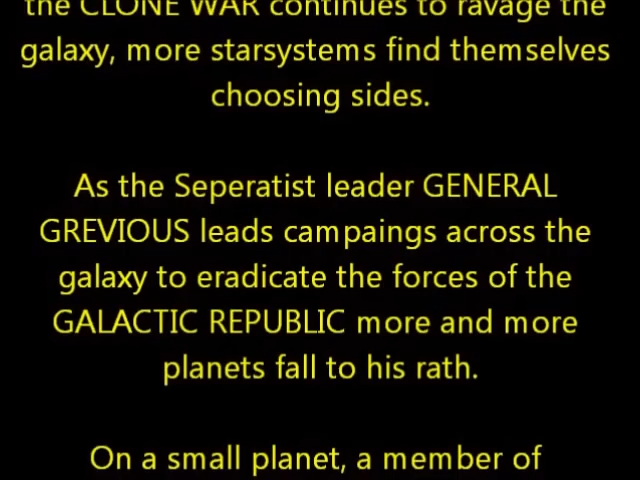 the CLONE WAR continues to ravage the
galaxy, more starsystems find themselves
choosing sides.
As the Seperatist leader GENERAL
GREVIOUS leads campaings across the
galaxy to eradicate the forces of the
GALACTIC REPUBLIC more and more
planets fall to his rath.
On a small planet, a member of